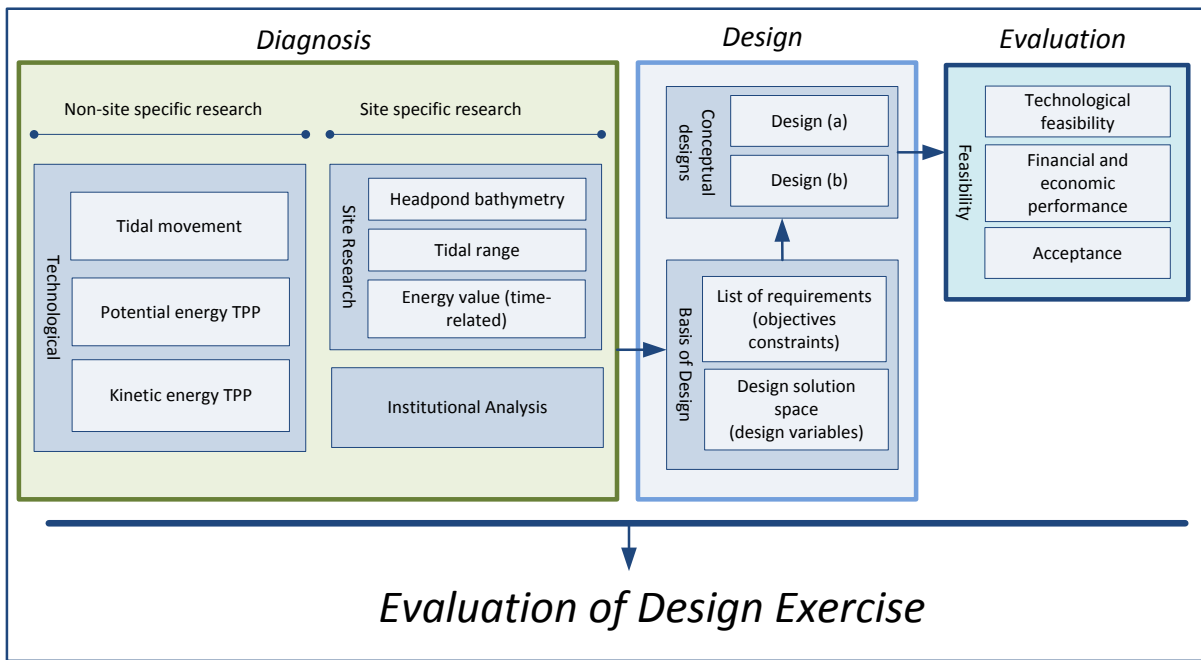 Diagnosis
Non-site specific research
Site specific research
Technological
Tidal movement
Potential energy TPP
Kinetic energy TPP
Site Research
Headpond bathymetry
Tidal range
Energy value (time-
related)
Institutional Analysis
Design
Conceptual
designs
Design (a)
Design (b)
Basis of Design
List of requirements
(objectives
constraints)
Design solution
space
(design variables)
Evaluation
Feasibility
Technological
feasibility
Financial and
economic
performance
Acceptance
Evaluation of Design Exercise